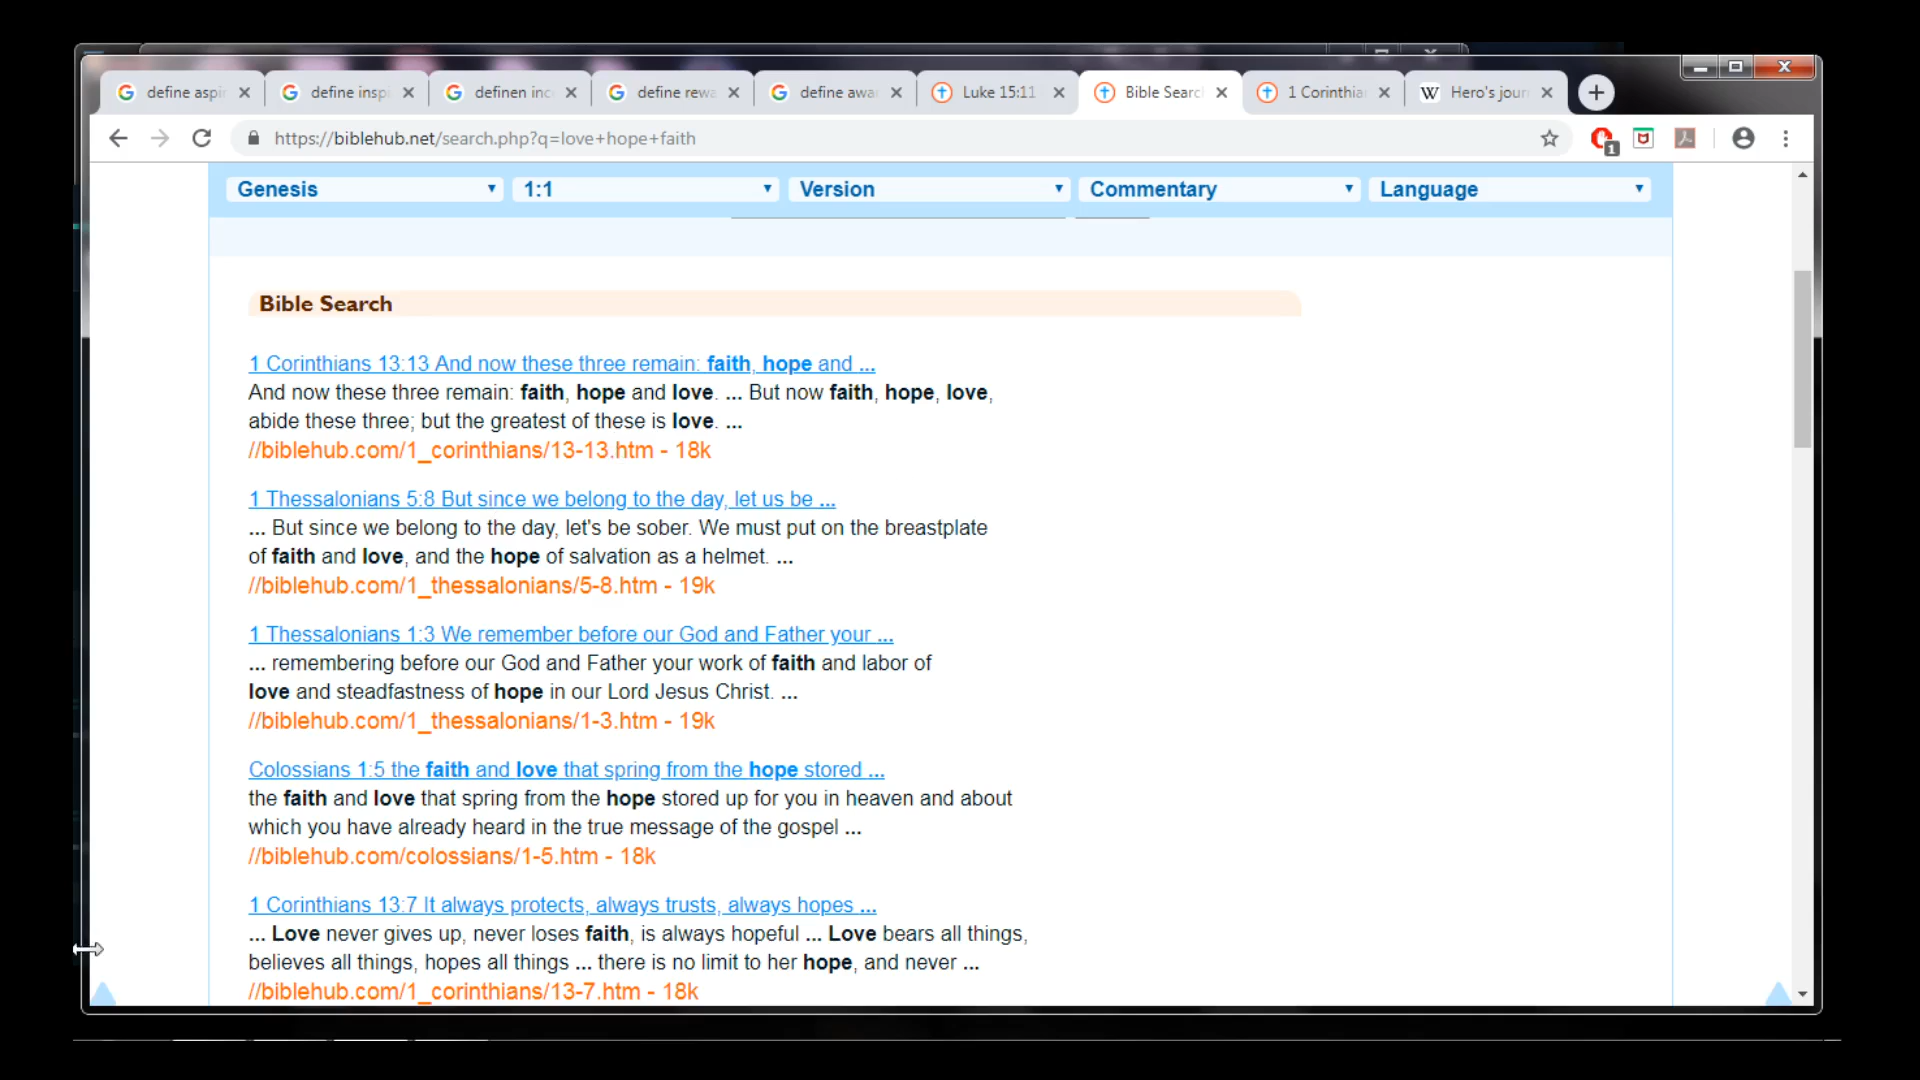 define aspi
define insp
definen inc
define rewa
define awa
Luke 15:11
Bible Searc
1 Corinthia
W Hero's jour
https://biblehub.net/search.php?q=love+hope+faith
1
Genesis 1:1 Version Commentary Language
Bible Search
1 Corinthians 13:13 And now these three remain: faith, hope and ...
And now these three remain: faith, hope and love. ... But now faith, hope, love,
abide these three; but the greatest of these is love. ...
//biblehub.com/1_corinthians/13-13.htm - 18k
1 Thessalonians 5:8 But since we belong to the day, let us be ...
... But since we belong to the day, let's be sober. We must put on the breastplate
of faith and love, and the hope of salvation as a helmet. ...
//biblehub.com/1_thessalonians/5-8.htm - 19k
1 Thessalonians 1:3 We remember before our God and Father your ...
... remembering before our God and Father your work of faith and labor of
love and steadfastness of hope in our Lord Jesus Christ. ...
//biblehub.com/1_thessalonians/1-3.htm - 19k
Colossians 1:5 the faith and love that spring from the hope stored ...
the faith and love that spring from the hope stored up for you in heaven and about
which you have already heard in the true message of the gospel ...
//biblehub.com/colossians/1-5.htm - 18k
1 Corinthians 13:7 It always protects, always trusts, always hopes ...
... Love never gives up, never loses faith, is always hopeful ... Love bears all things,
believes all things, hopes all things ... there is no limit to her hope, and never ...
//biblehub.com/1_corinthians/13-7.htm - 18k